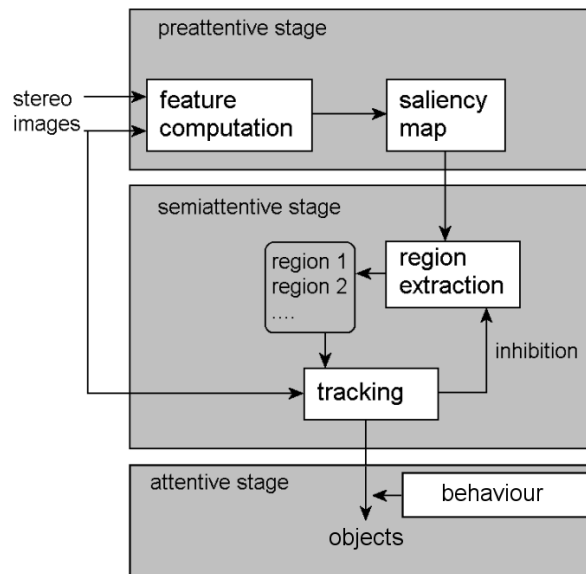 preattentive stage
stereo
images
feature
computation
saliency
map
semiattentive stage
region 1
region 2
....
region
extraction
inhibition
tracking
attentive stage
behaviour
objects